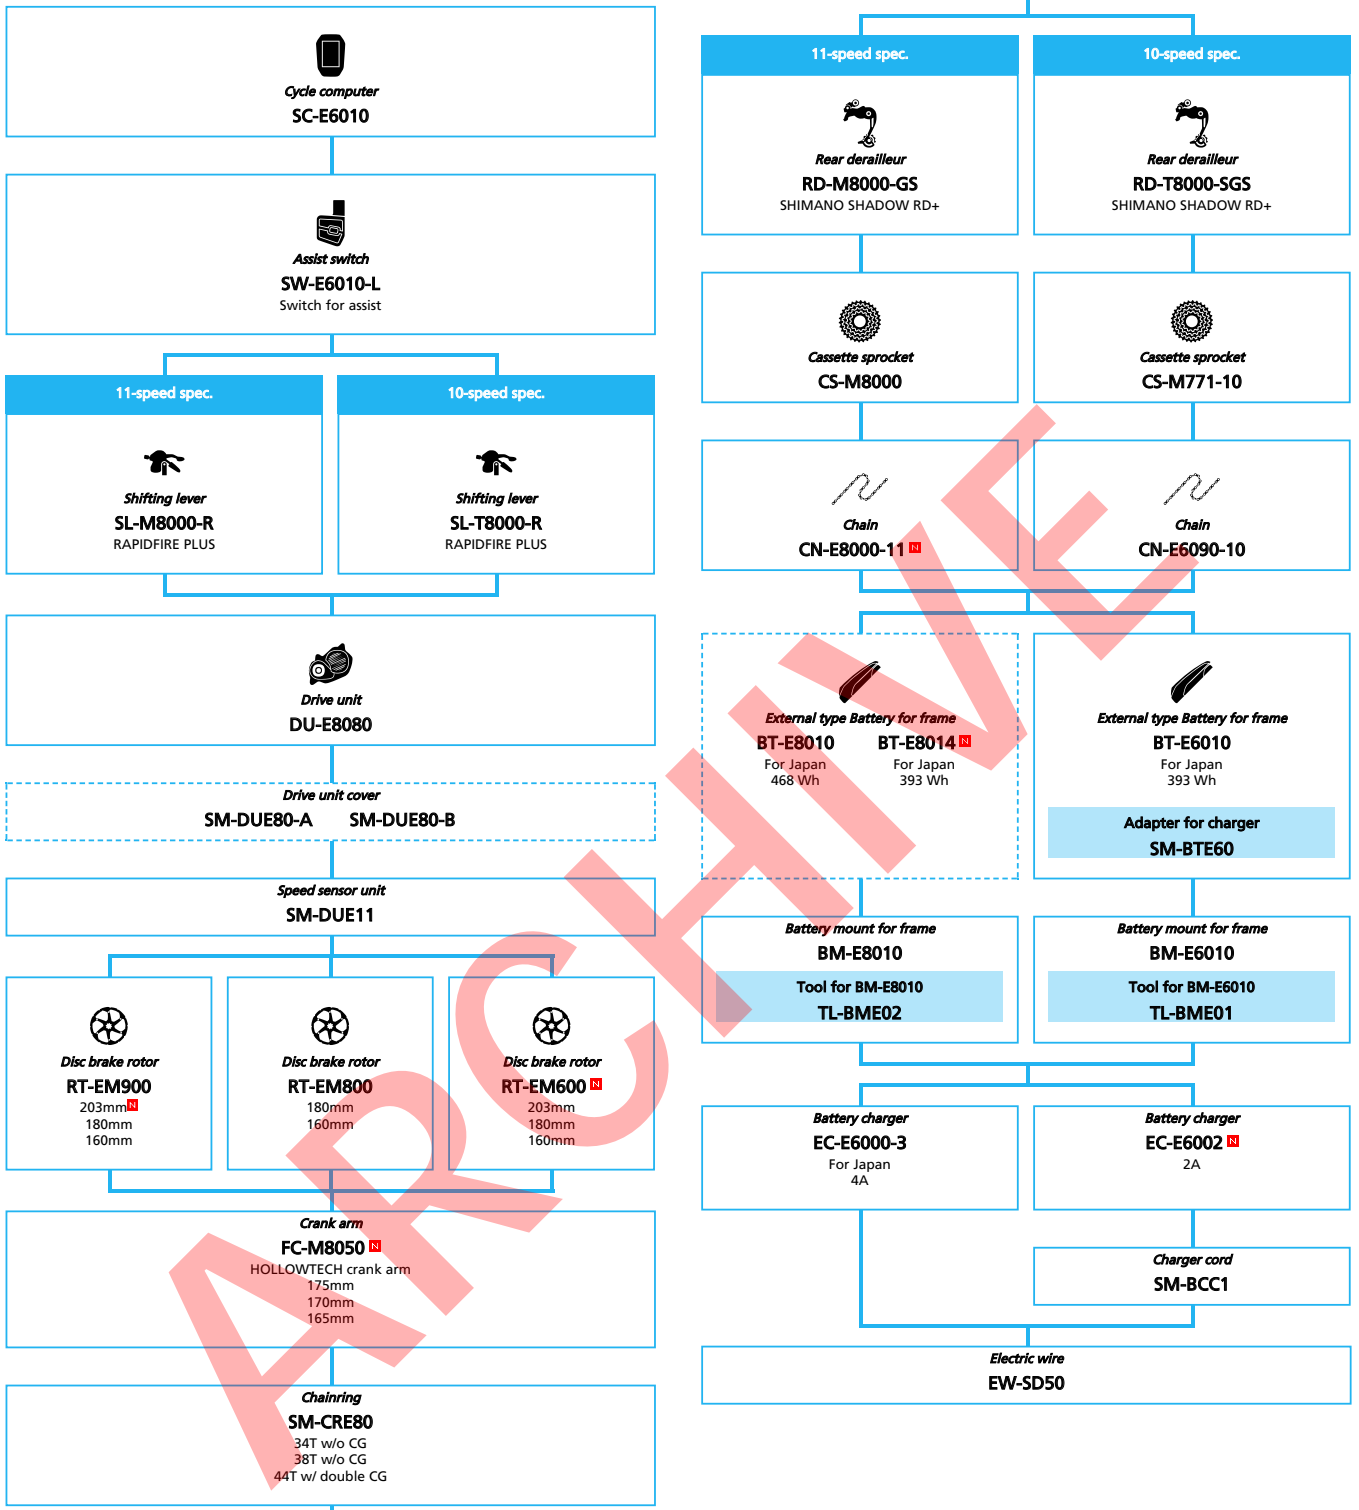 Cycle computer
SC-E6010
Assist switch
SW-E6010-L
Switch for assist
11-speed spec.
10-speed spec.
Shifting lever
SL-M8000-R
RAPIDFIRE PLUS
Shifting lever
SL-T8000-R
RAPIDFIRE PLUS
Drive unit
DU-E8080
Drive unit cover
SM-DUE80-A
SM-DUE80-B
Speed sensor unit
SM-DUE11
Disc brake rotor
RT-EM900
203mm N
180mm
160mm
Disc brake rotor
RT-EM800
180mm
160mm
Disc brake rotor
RT-EM600 N
203mm
180mm
160mm
Crank arm
FC-M8050 N
HOLLOWTECH crank arm
175mm
170mm
165mm
Chainring
SM-CRE80
34T w/o CG
38T w/o CG
44T w/ double CG
11-speed spec.
10-speed spec.
Rear derailleur
RD-M8000-GS
SHIMANO SHADOW RD+
Rear derailleur
RD-T8000-SGS
SHIMANO SHADOW RD+
Cassette sprocket
CS-M8000
Cassette sprocket
CS-M771-10
Chain
CN-E8000-11 N
Chain
CN-E6090-10
External type Battery for frame
BT-E8010
For Japan
468 Wh
BT-E8014 N
For Japan
393 Wh
External type Battery for frame
BT-E6010
For Japan
393 Wh
Adapter for charger
SM-BTE60
Battery mount for frame
BM-E8010
Tool for BM-E8010
TL-BME02
Battery mount for frame
BM-E6010
Tool for BM-E6010
TL-BME01
Battery charger
EC-E6000-3
For Japan
4A
Battery charger
EC-E6002 N
2A
Charger cord
SM-BCC1
Electric wire
EW-SD50
ARCHIVE